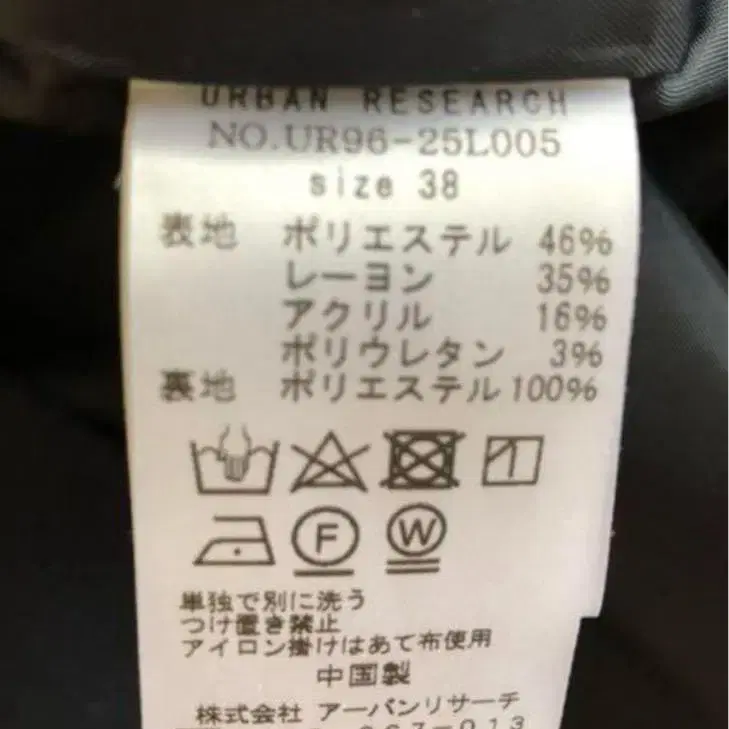 URBAN RESEARCH
NO.UR96-25L005
size 38
表地 ポリエステル 46%
レーヨン 35%
アクリル 16%
ポリウレタン 3%
裏地 ポリエステル 100%
F W
単独で別に洗う
つけ置き禁止
アイロン掛けはあて布使用
中国製
株式会社 アーバンリサーチ